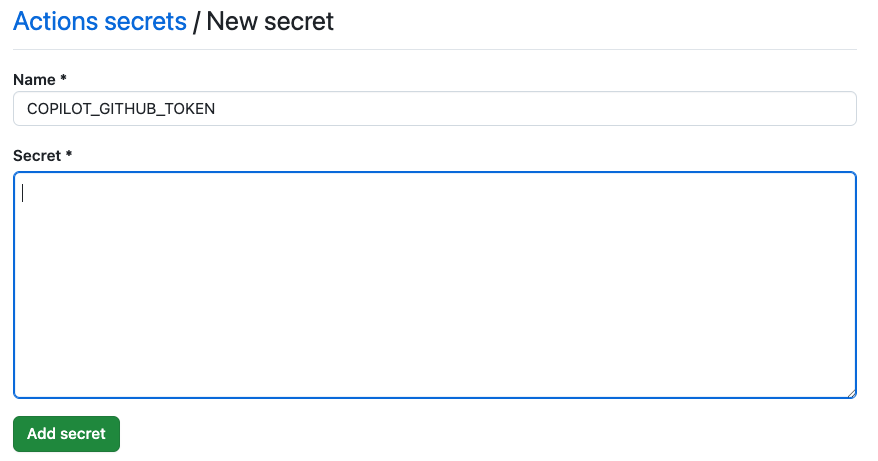 Actions secrets / New secret
Name *
COPILOT_GITHUB_TOKEN
Secret *
Add secret